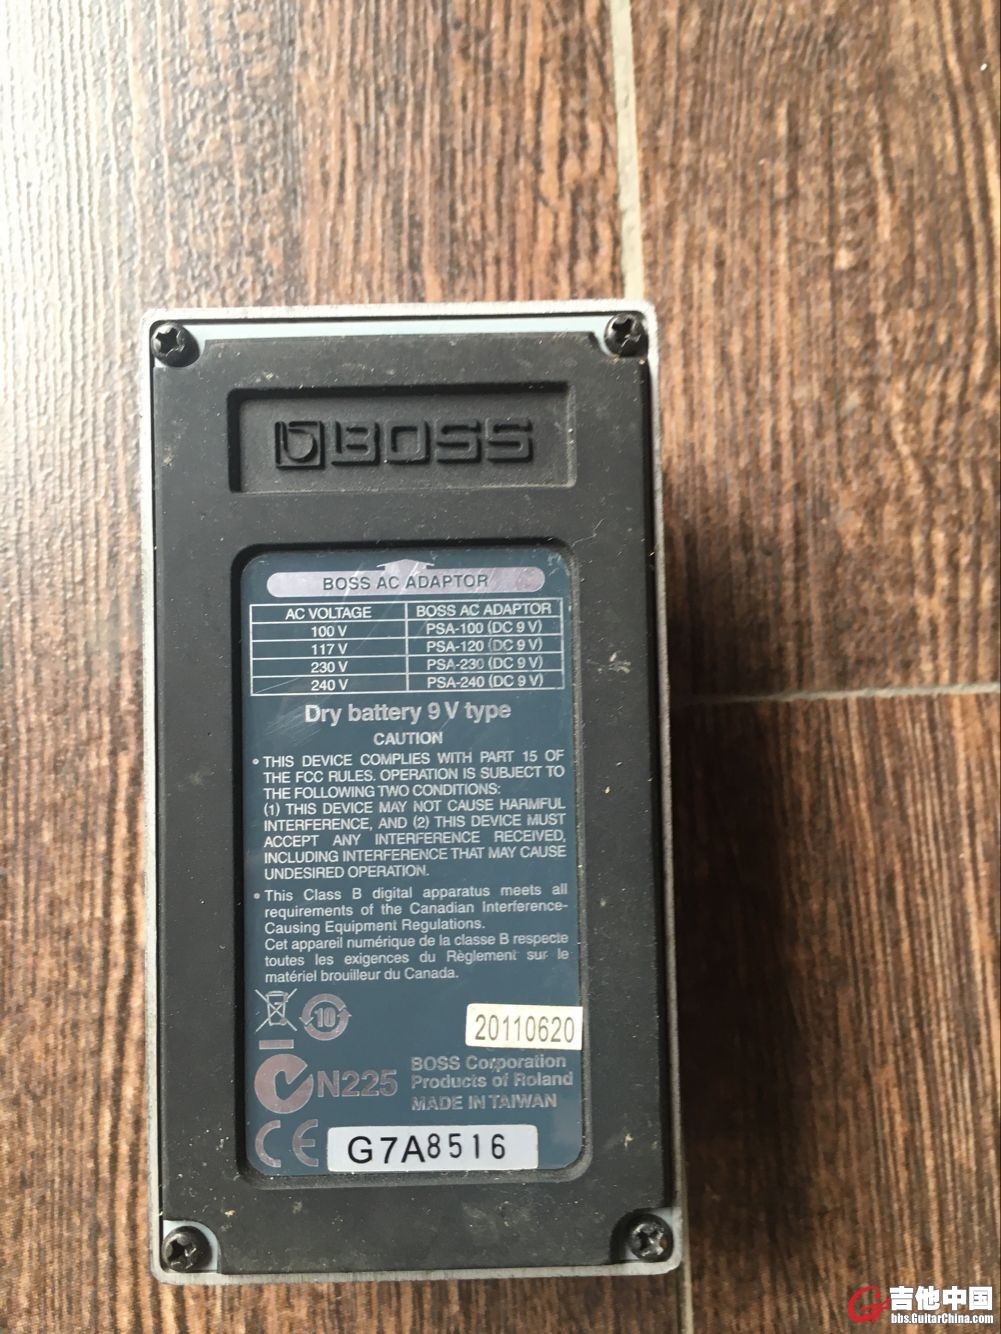 BOSS
BOSS AC ADAPTOR
AC VOLTAGE BOSS AC ADAPTOR
100 V PSA-100 (DC 9 V)
117 V PSA-120 (DC 9 V)
230 V PSA-230 (DC 9 V)
240 V PSA-240 (DC 9 V)
Dry battery 9 V type
CAUTION
• THIS DEVICE COMPLIES WITH PART 15 OF
THE FCC RULES. OPERATION IS SUBJECT TO
THE FOLLOWING TWO CONDITIONS:
(1) THIS DEVICE MAY NOT CAUSE HARMFUL
INTERFERENCE, AND (2) THIS DEVICE MUST
ACCEPT ANY INTERFERENCE RECEIVED,
INCLUDING INTERFERENCE THAT MAY CAUSE
UNDESIRED OPERATION.
• This Class B digital apparatus meets all
requirements of the Canadian Interference-
Causing Equipment Regulations.
Cet appareil numérique de la classe B respecte
toutes les exigences du Règlement sur le
matériel brouilleur du Canada.
10
20110620
N225
BOSS Corporation
Products of Roland
MADE IN TAIWAN
CE
G7A8516
吉他中国
bbs.GuitarChina.com